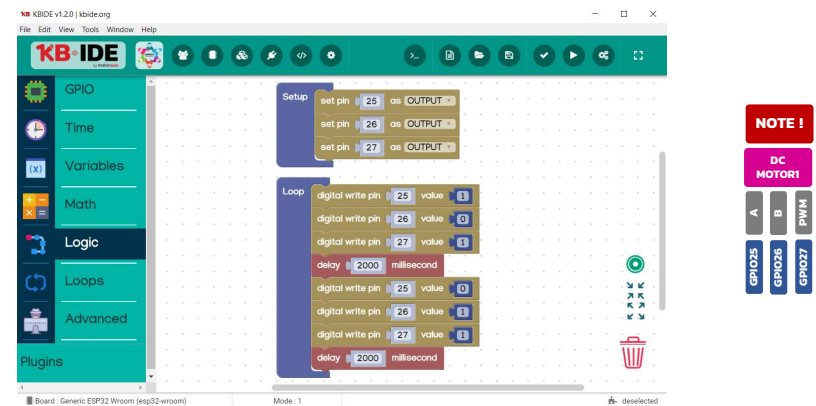 KB KBIDE v1.2.0 | kbide.org
File Edit View Tools Window Help
KB-IDE
by makerasia
GPIO
Time
Variables
Math
Logic
Loops
Advanced
Plugins
Setup
set pin 25 as OUTPUT
set pin 26 as OUTPUT
set pin 27 as OUTPUT
Loop
digital write pin 25 value 1
digital write pin 26 value 0
digital write pin 27 value 1
delay 2000 millisecond
digital write pin 25 value 0
digital write pin 26 value 1
digital write pin 27 value 1
delay 2000 millisecond
Board : Generic ESP32 Wroom (esp32-wroom) Mode : 1 deselected
NOTE !
DC
MOTOR1
A B PWM
GPIO25 GPIO26 GPIO27